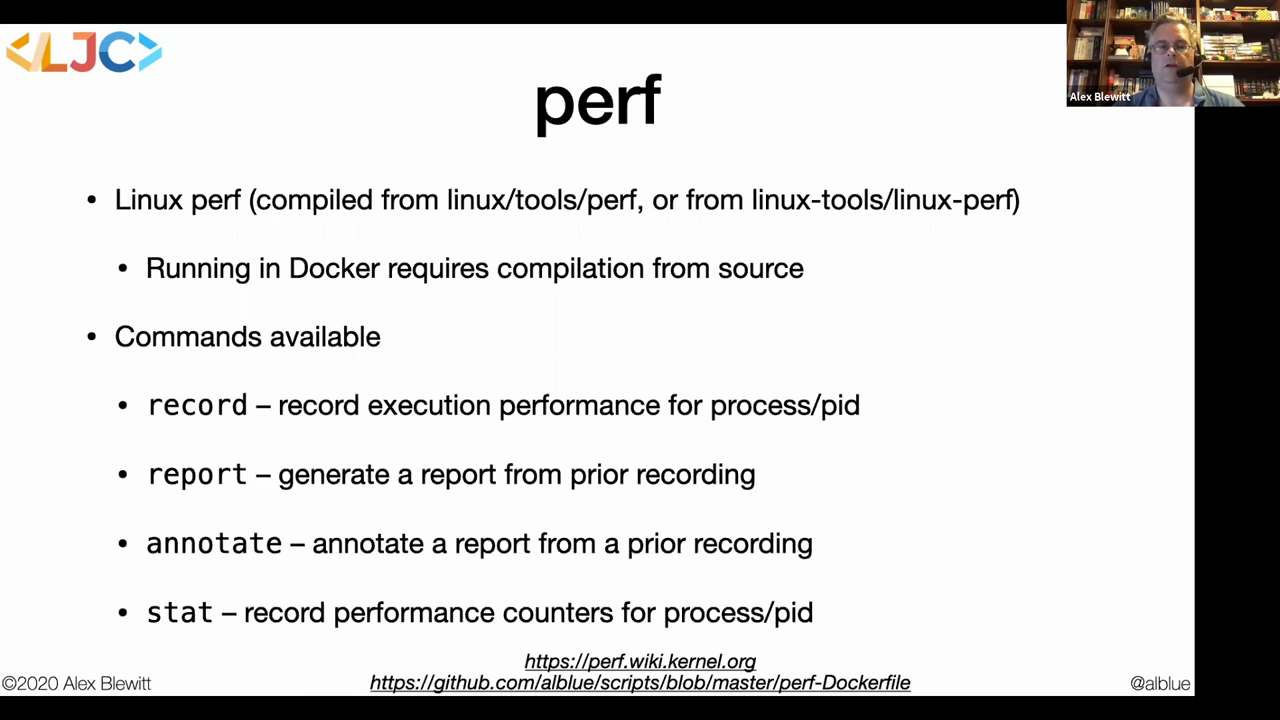 <LJC>
Alex Blewitt
perf
• Linux perf (compiled from linux/tools/perf, or from linux-tools/linux-perf)
• Running in Docker requires compilation from source
• Commands available
• record – record execution performance for process/pid
• report – generate a report from prior recording
• annotate – annotate a report from a prior recording
• stat – record performance counters for process/pid
https://perf.wiki.kernel.org
https://github.com/alblue/scripts/blob/master/perf-Dockerfile
©2020 Alex Blewitt
@alblue